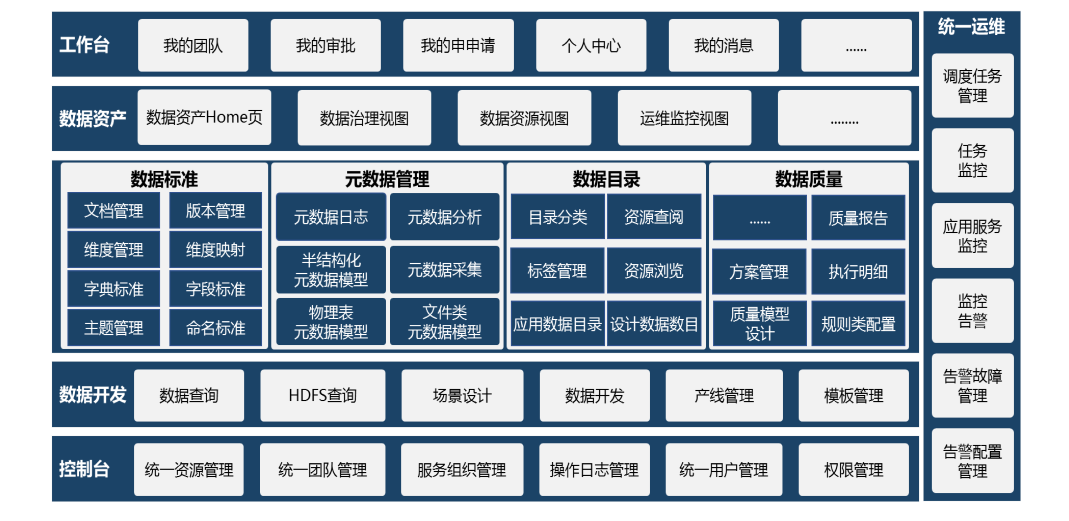 工作台
我的团队
我的审批
我的申申请
个人中心
我的消息
......
数据资产
数据资产Home页
数据治理视图
数据资源视图
运维监控视图
........
数据标准
文档管理
版本管理
维度管理
维度映射
字典标准
字段标准
主题管理
命名标准
元数据管理
元数据日志
元数据分析
半结构化
元数据模型
元数据采集
物理表
元数据模型
文件类
元数据模型
数据目录
目录分类
资源查阅
标签管理
资源浏览
应用数据目录
设计数据数目
数据质量
......
质量报告
方案管理
执行明细
质量模型
设计
规则类配置
数据开发
数据查询
HDFS查询
场景设计
数据开发
产线管理
模板管理
控制台
统一资源管理
统一团队管理
服务组织管理
操作日志管理
统一用户管理
权限管理
统一运维
调度任务
管理
任务
监控
应用服务
监控
监控
告警
告警故障
管理
告警配置
管理